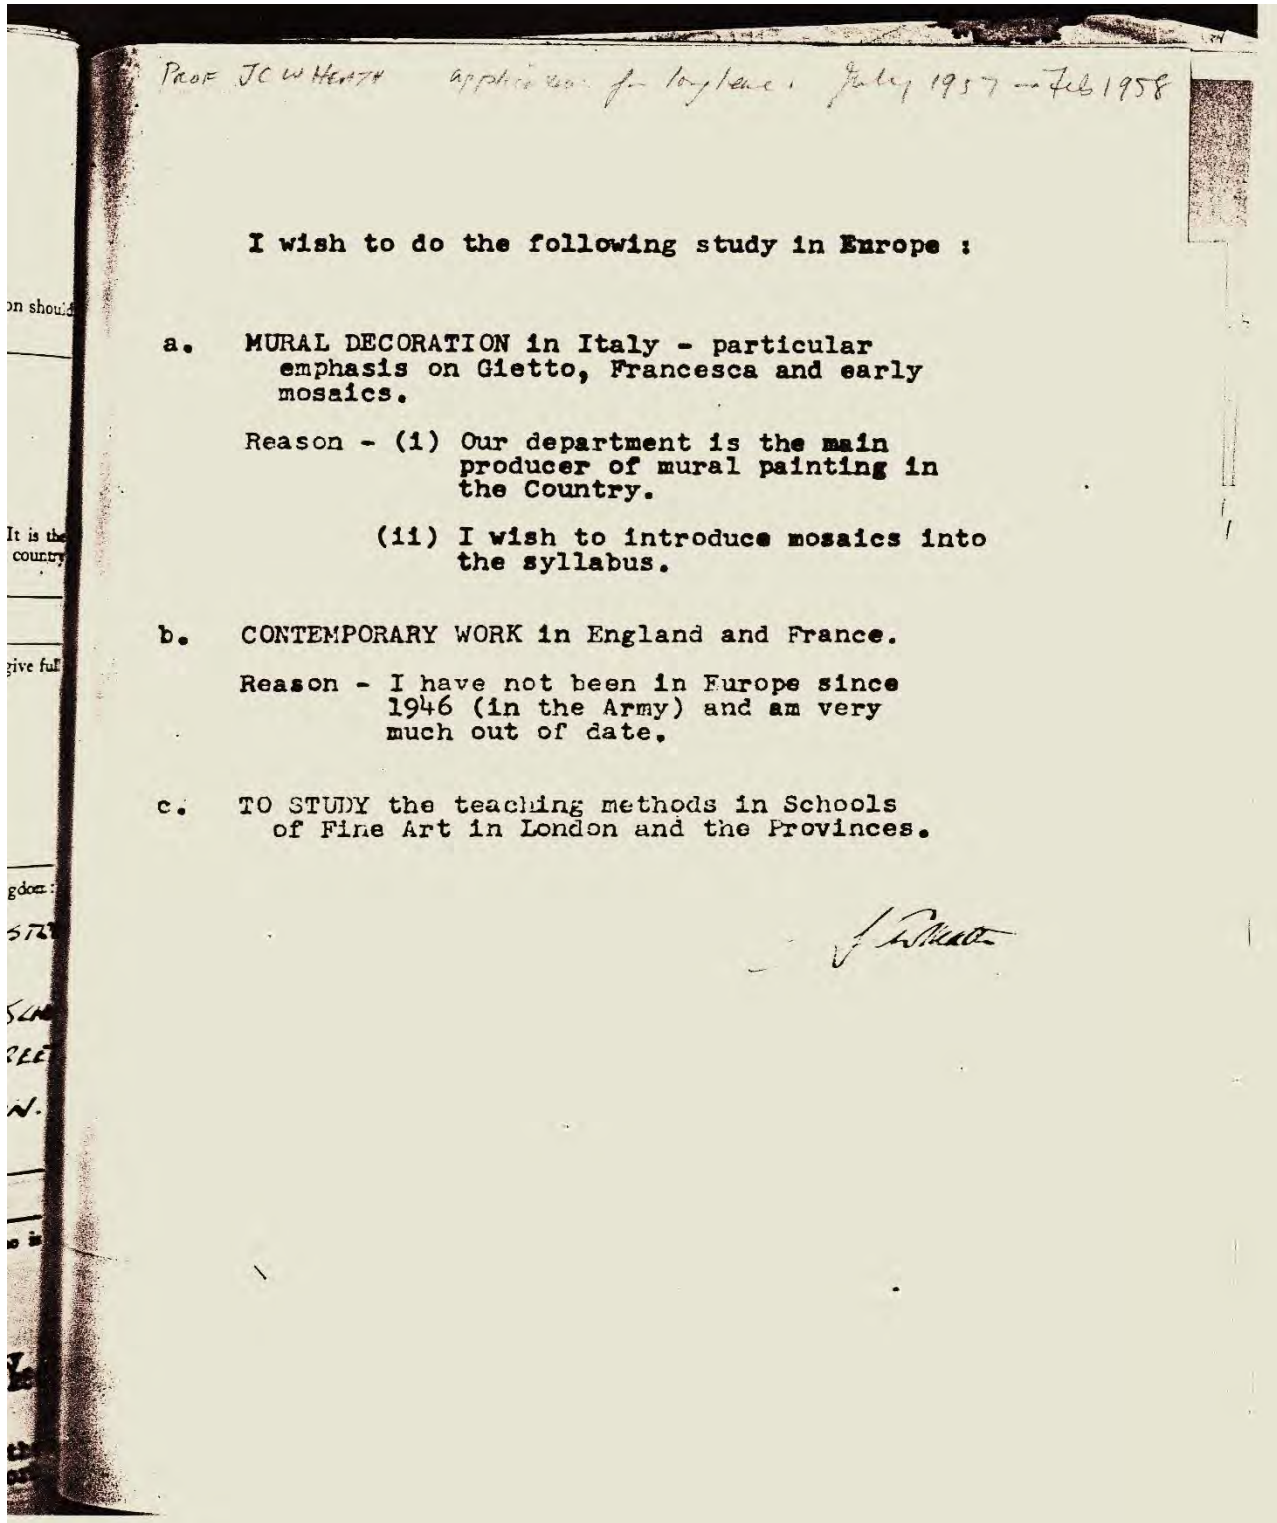 PROF JCW HEATH application for long leave. July 1957 — Feb 1958
I wish to do the following study in Europe :
a. MURAL DECORATION in Italy - particular
emphasis on Gietto, Francesca and early
mosaics.
Reason - (i) Our department is the main
producer of mural painting in
the Country.
(ii) I wish to introduce mosaics into
the syllabus.
b. CONTEMPORARY WORK in England and France.
Reason - I have not been in Europe since
1946 (in the Army) and am very
much out of date.
c. TO STUDY the teaching methods in Schools
of Fine Art in London and the Provinces.
J W Heath
on should
It is the
country
give full